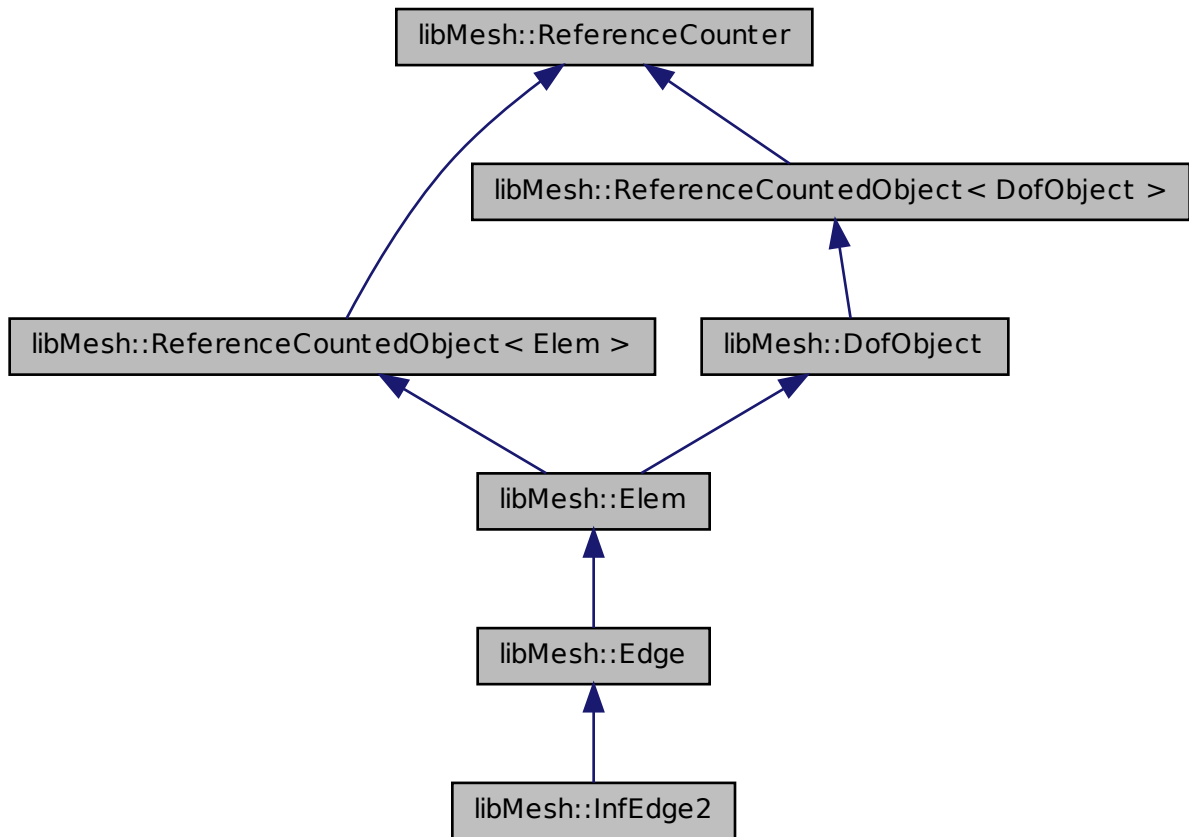 libMesh::ReferenceCounter
libMesh::ReferenceCountedObject< DofObject >
libMesh::ReferenceCountedObject< Elem >
libMesh::DofObject
libMesh::Elem
libMesh::Edge
libMesh::InfEdge2